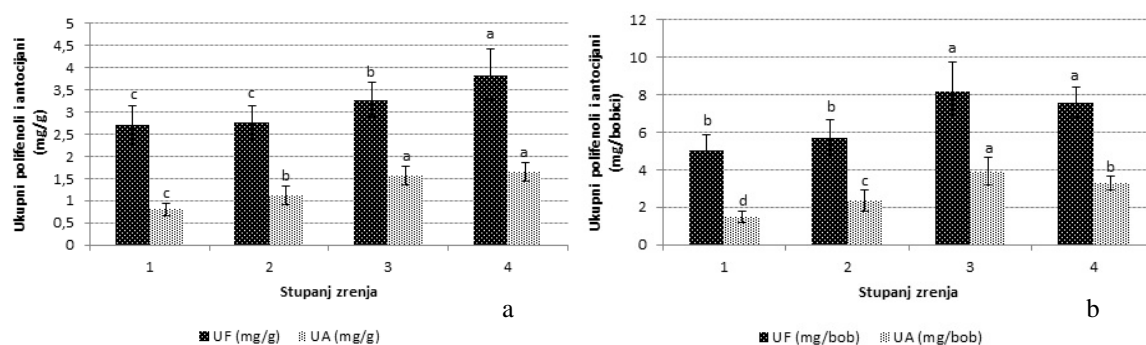 Ukupni polifenoli i antocijani
(mg/g)
5
4,5
4
3,5
3
2,5
2
1,5
1
0,5
0
c
c
c
b
b
a
a
a
1
2
3
4
Stupanj zrenja
a
UF (mg/g)
UA (mg/g)
Ukupni polifenoli i antocijani
(mg/bobici)
12
10
8
6
4
2
0
b
d
b
c
a
a
a
b
1
2
3
4
Stupanj zrenja
b
UF (mg/bob)
UA (mg/bob)